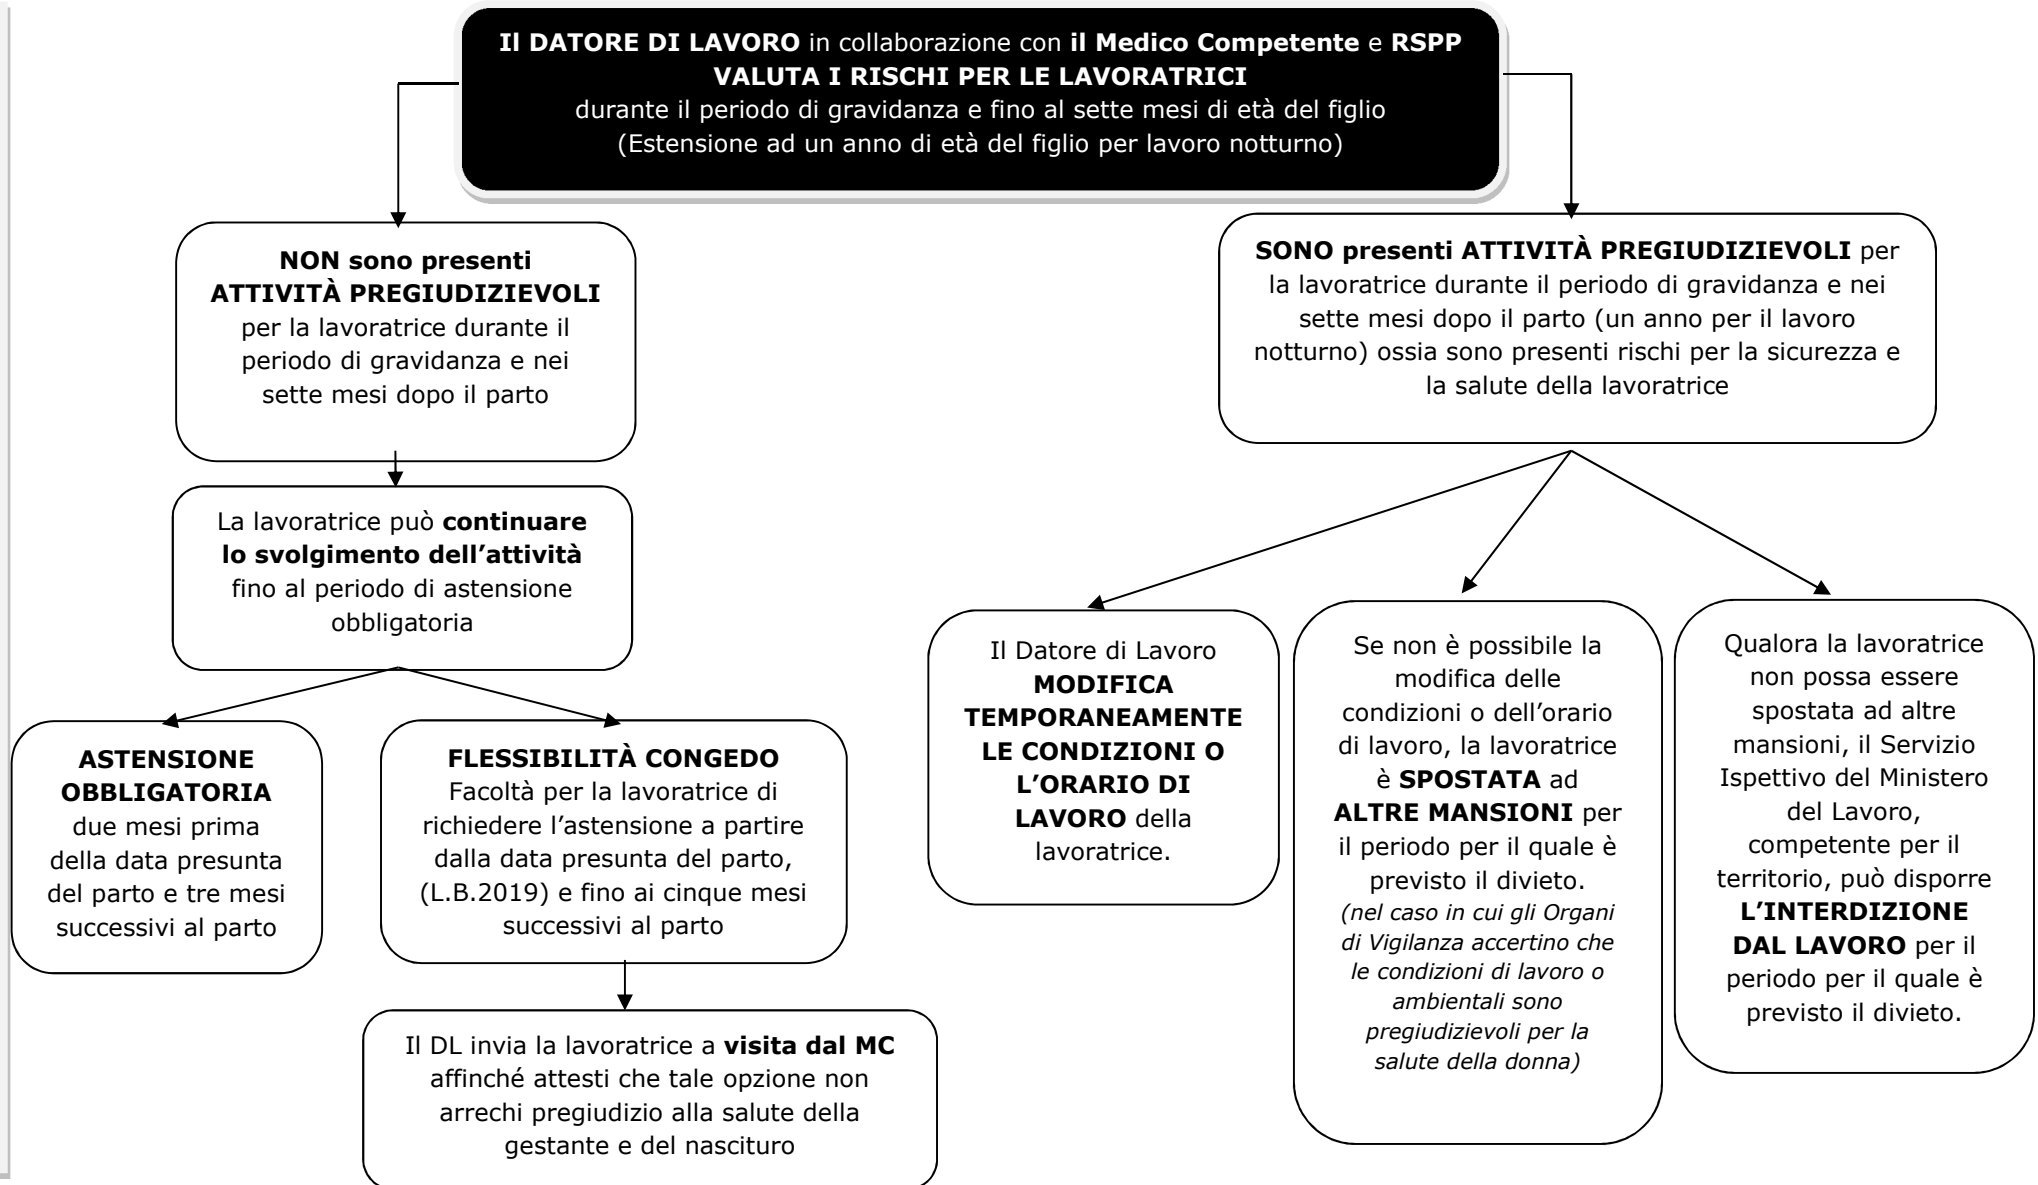 Il DATORE DI LAVORO in collaborazione con il Medico Competente e RSPP
VALUTA I RISCHI PER LE LAVORATRICI
durante il periodo di gravidanza e fino al sette mesi di età del figlio
(Estensione ad un anno di età del figlio per lavoro notturno)
NON sono presenti
ATTIVITÀ PREGIUDIZIEVOLI
per la lavoratrice durante il
periodo di gravidanza e nei
sette mesi dopo il parto
SONO presenti ATTIVITÀ PREGIUDIZIEVOLI per
la lavoratrice durante il periodo di gravidanza e nei
sette mesi dopo il parto (un anno per il lavoro
notturno) ossia sono presenti rischi per la sicurezza e
la salute della lavoratrice
La lavoratrice può continuare
lo svolgimento dell’attività
fino al periodo di astensione
obbligatoria
ASTENSIONE
OBBLIGATORIA
due mesi prima
della data presunta
del parto e tre mesi
successivi al parto
FLESSIBILITÀ CONGEDO
Facoltà per la lavoratrice di
richiedere l’astensione a partire
dalla data presunta del parto,
(L.B.2019) e fino ai cinque mesi
successivi al parto
Il DL invia la lavoratrice a visita dal MC
affinché attesti che tale opzione non
arrechi pregiudizio alla salute della
gestante e del nascituro
Il Datore di Lavoro
MODIFICA
TEMPORANEAMENTE
LE CONDIZIONI O
L’ORARIO DI
LAVORO della
lavoratrice.
Se non è possibile la
modifica delle
condizioni o dell’orario
di lavoro, la lavoratrice
è SPOSTATA ad
ALTRE MANSIONI per
il periodo per il quale è
previsto il divieto.
(nel caso in cui gli Organi
di Vigilanza accertino che
le condizioni di lavoro o
ambientali sono
pregiudizievoli per la
salute della donna)
Qualora la lavoratrice
non possa essere
spostata ad altre
mansioni, il Servizio
Ispettivo del Ministero
del Lavoro,
competente per il
territorio, può disporre
L’INTERDIZIONE
DAL LAVORO per il
periodo per il quale è
previsto il divieto.